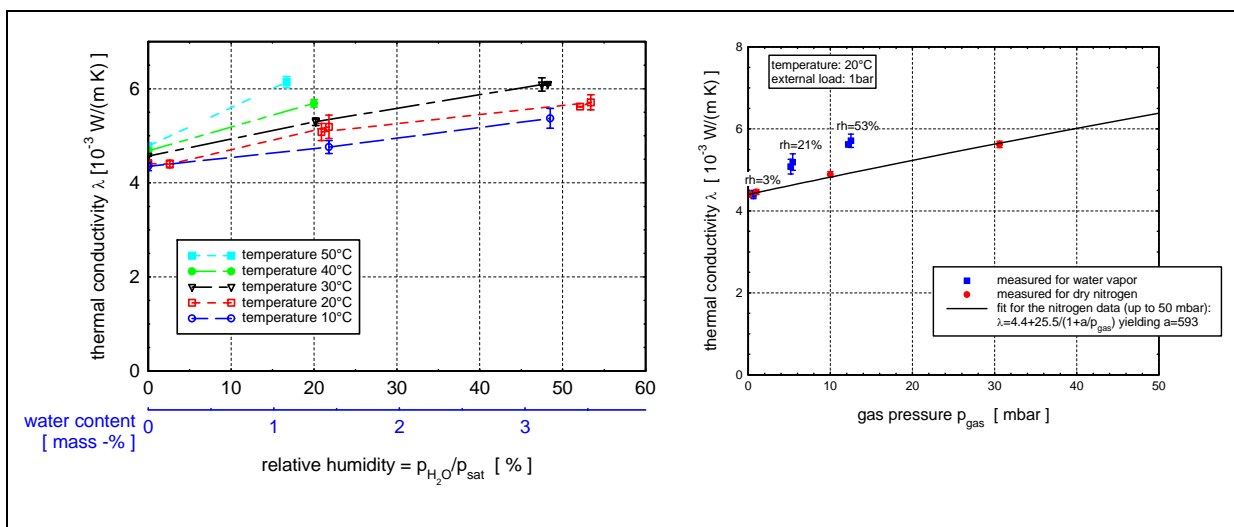 thermal conductivity λ [10⁻³ W/(m K) ]
6
4
2
0
0 10 20 30 40 50 60
temperature 50°C
temperature 40°C
temperature 30°C
temperature 20°C
temperature 10°C
water content
[ mass -%]
0 1 2 3
relative humidity = p_H₂O/p_sat [ % ]
thermal conductivity λ [ 10⁻³ W/(m K) ]
8
6
4
2
0
0 10 20 30 40 50
temperature: 20°C
external load: 1bar
rh=53%
rh=21%
rh=3%
measured for water vapor
measured for dry nitrogen
fit for the nitrogen data (up to 50 mbar):
λ=4.4+25.5/(1+a/p_gas) yielding a=593
gas pressure p_gas [ mbar ]